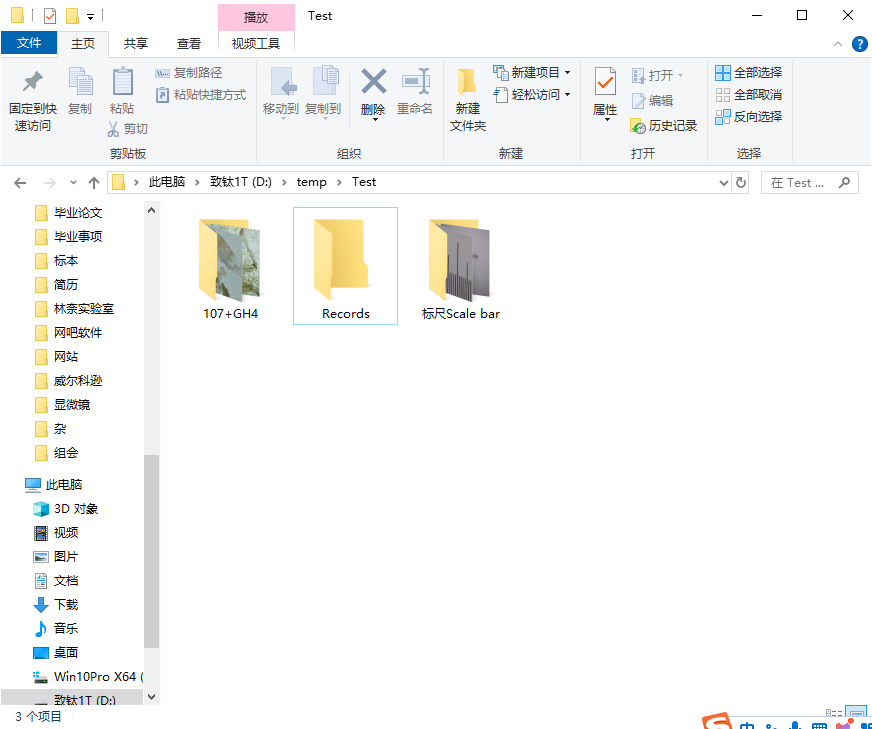 播放
Test
文件
主页
共享
查看
视频工具
固定到快
速访问
复制
粘贴
复制路径
粘贴快捷方式
剪切
剪贴板
移动到
复制到
删除
重命名
组织
新建
文件夹
新建项目
轻松访问
新建
属性
打开
编辑
历史记录
打开
全部选择
全部取消
反向选择
选择
此电脑 › 致钛1T (D:) › temp › Test
在 Test ...
毕业论文
毕业事项
标本
简历
林奈实验室
网吧软件
网站
威尔科逊
显微镜
杂
组会
此电脑
3D 对象
视频
图片
文档
下载
音乐
桌面
Win10Pro X64 (
致钛1T (D:)
107+GH4
Records
标尺Scale bar
3 个项目
中